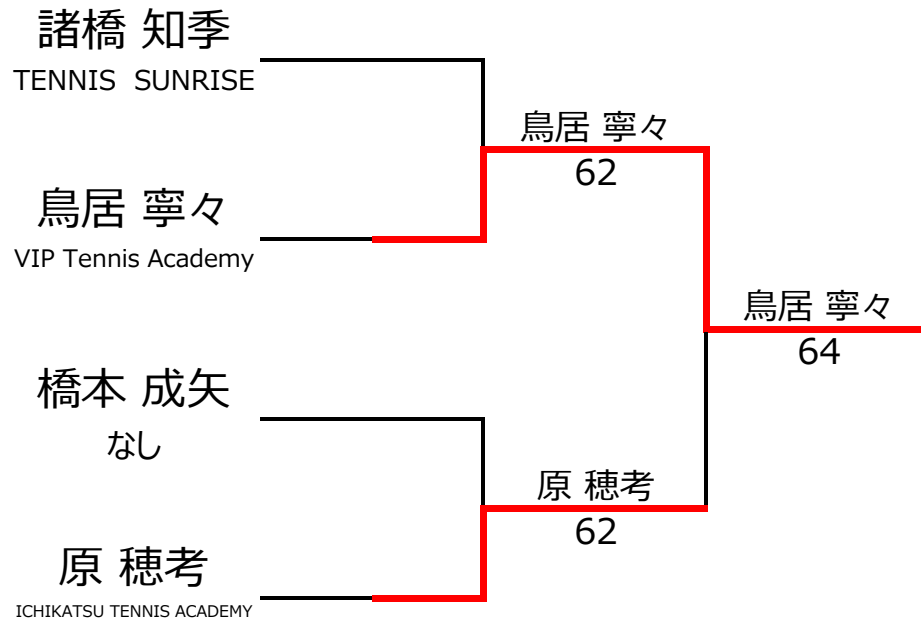 諸橋 知季
TENNIS SUNRISE
鳥居 寧々
62
鳥居 寧々
VIP Tennis Academy
鳥居 寧々
64
橋本 成矢
なし
原 穂考
62
原 穂考
ICHIKATSU TENNIS ACADEMY